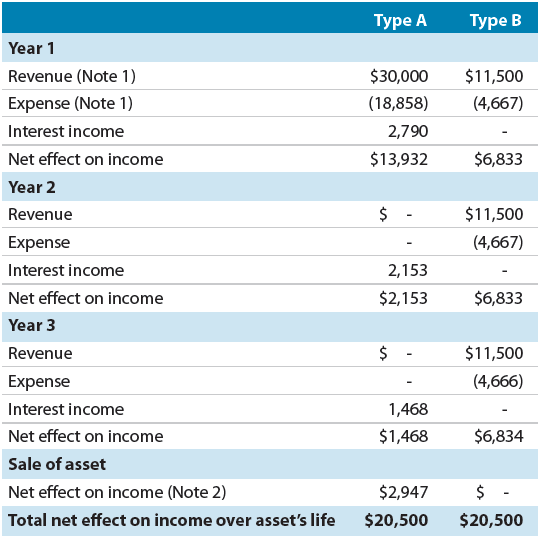 Type A Type B
Year 1
Revenue (Note 1) $30,000 $11,500
Expense (Note 1) (18,858) (4,667)
Interest income 2,790 -
Net effect on income $13,932 $6,833
Year 2
Revenue $ - $11,500
Expense - (4,667)
Interest income 2,153 -
Net effect on income $2,153 $6,833
Year 3
Revenue $ - $11,500
Expense - (4,666)
Interest income 1,468 -
Net effect on income $1,468 $6,834
Sale of asset
Net effect on income (Note 2) $2,947 $ -
Total net effect on income over asset's life $20,500 $20,500